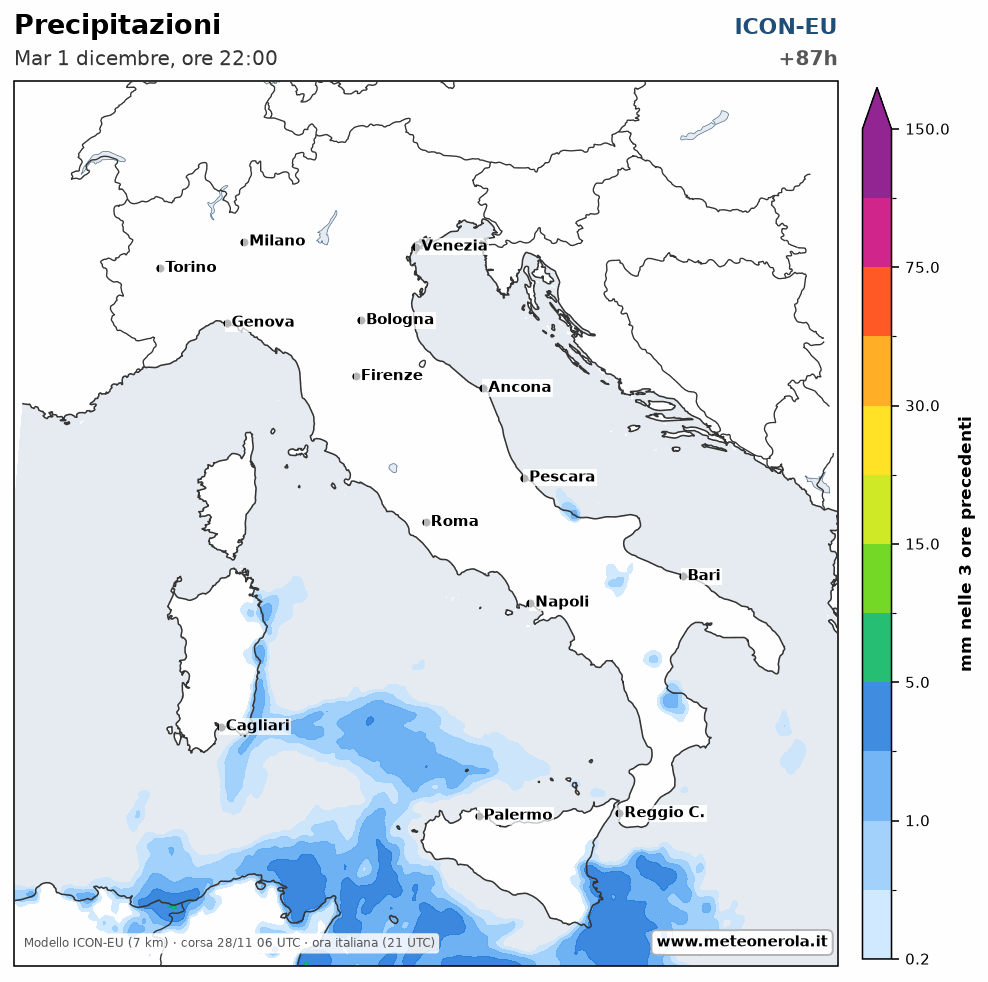 Precipitazioni
ICON-EU
Mar 1 dicembre, ore 22:00
+87h
150.0
75.0
30.0
15.0
5.0
1.0
0.2
mm nelle 3 ore precedenti
Milano
Venezia
Torino
Genova
Bologna
Firenze
Ancona
Pescara
Roma
Bari
Napoli
Cagliari
Palermo
Reggio C.
Modello ICON-EU (7 km) · corsa 28/11 06 UTC · ora italiana (21 UTC)
www.meteonerola.it